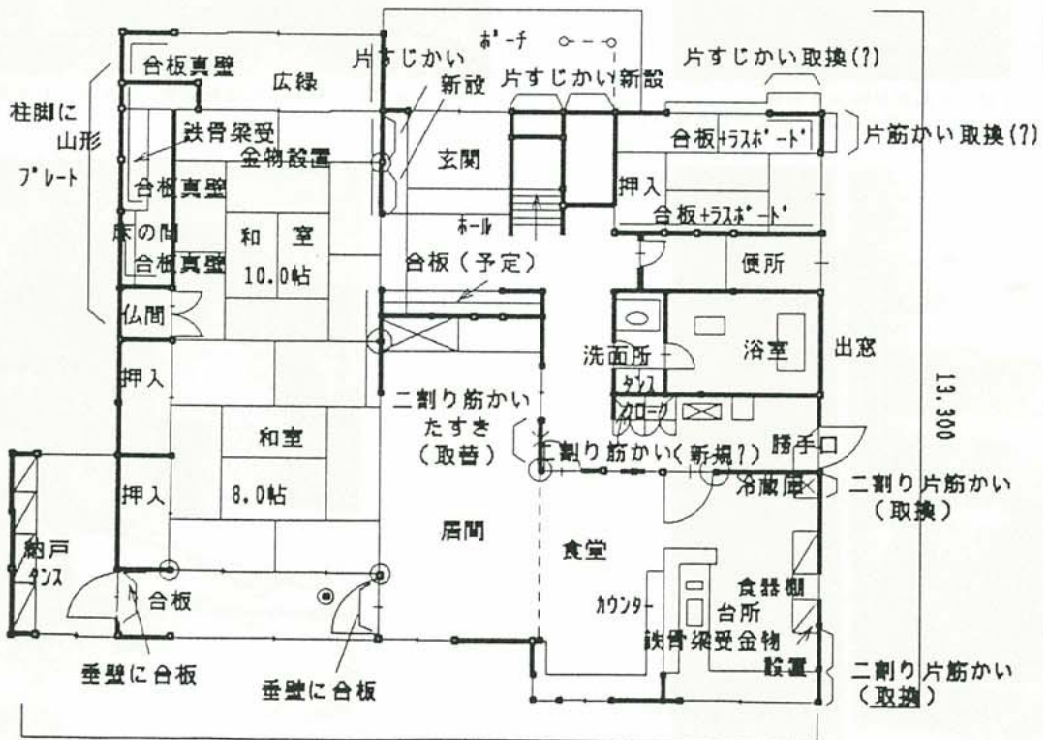 ポーチ
合板真壁
広縁
片すじかい
新設
片すじかい新設
片すじかい取換(?)
柱脚に
山形
プレート
鉄骨梁受
金物設置
玄関
合板+ラスボード
片筋かい取換(?)
合板真壁
押入
合板+ラスボード
床の間
和室
ホール
合板真壁
10.0帖
合板(予定)
便所
仏間
洗面所
浴室
出窓
押入
タンス
13.300
二割り筋かい
たすき
(取替)
クローク
和室
二割り筋かい(新規?)
勝手口
押入
8.0帖
冷蔵庫
二割り片筋かい
(取換)
居間
食堂
納戸
タンス
合板
カウンター
食器棚
台所
鉄骨梁受金物
設置
垂壁に合板
垂壁に合板
二割り片筋かい
(取換)